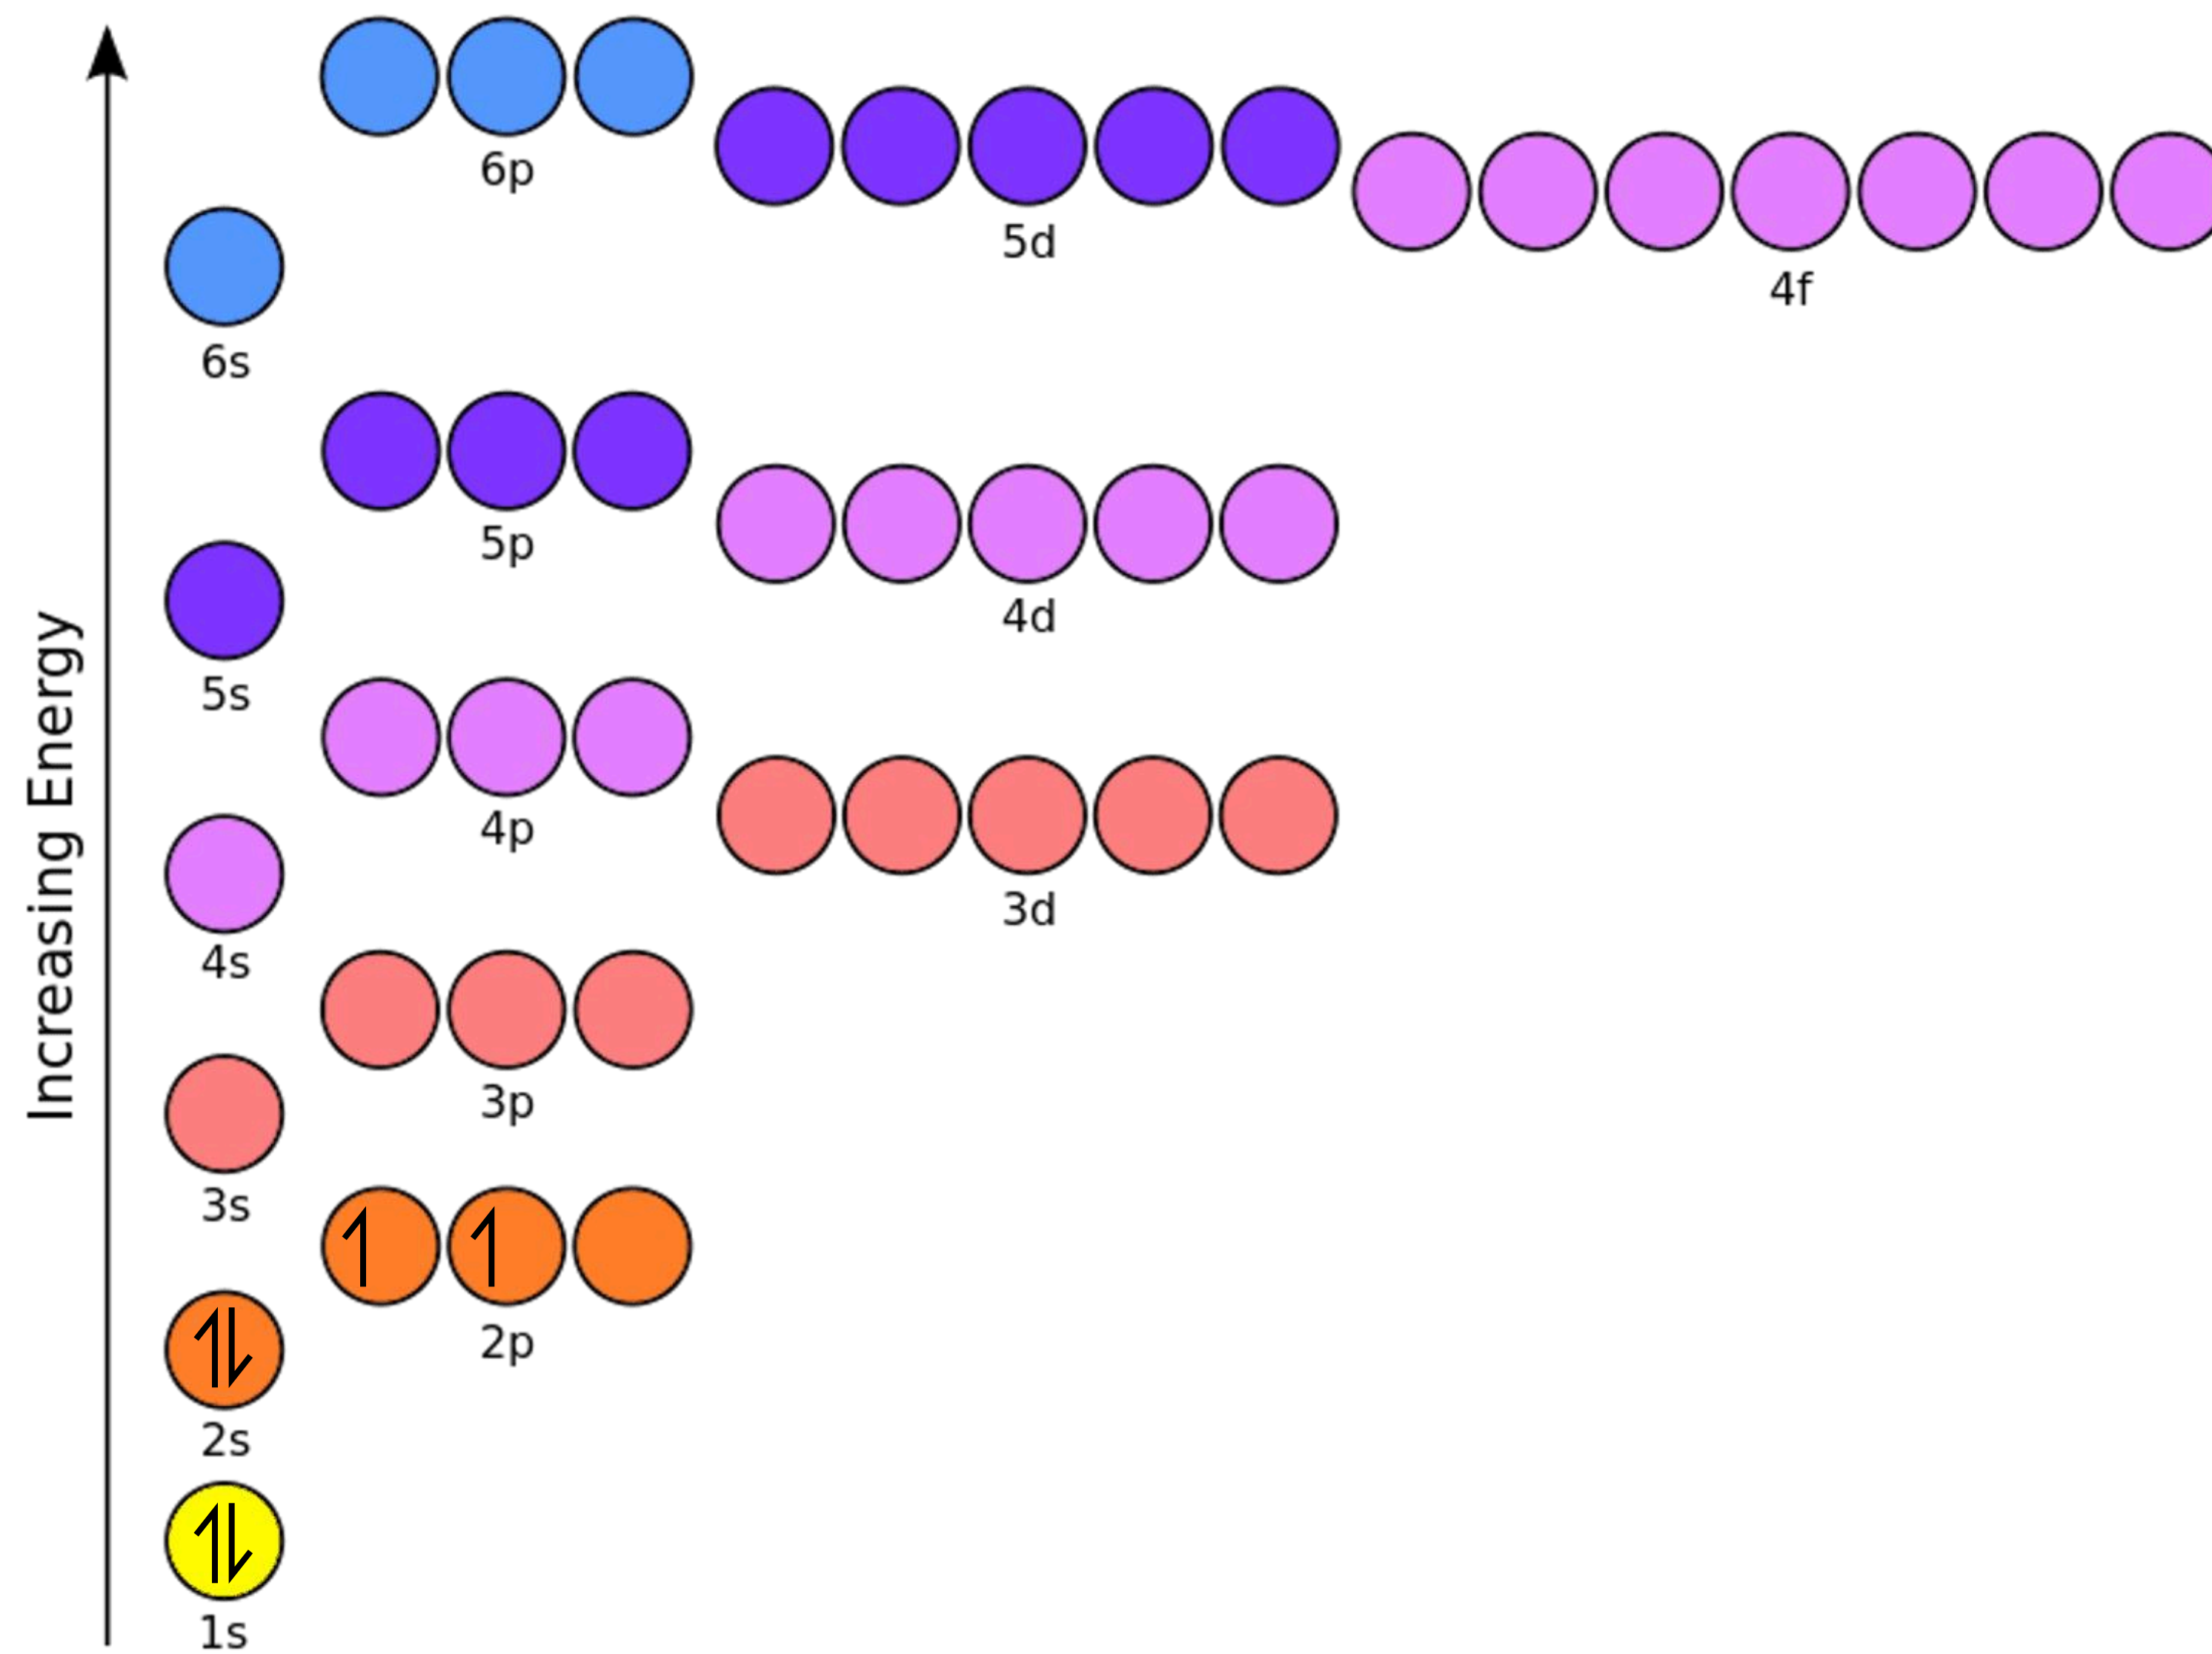 6p
5d
4f
6s
5p
4d
5s
4p
3d
4s
3p
3s
2p
2s
1s
Increasing Energy